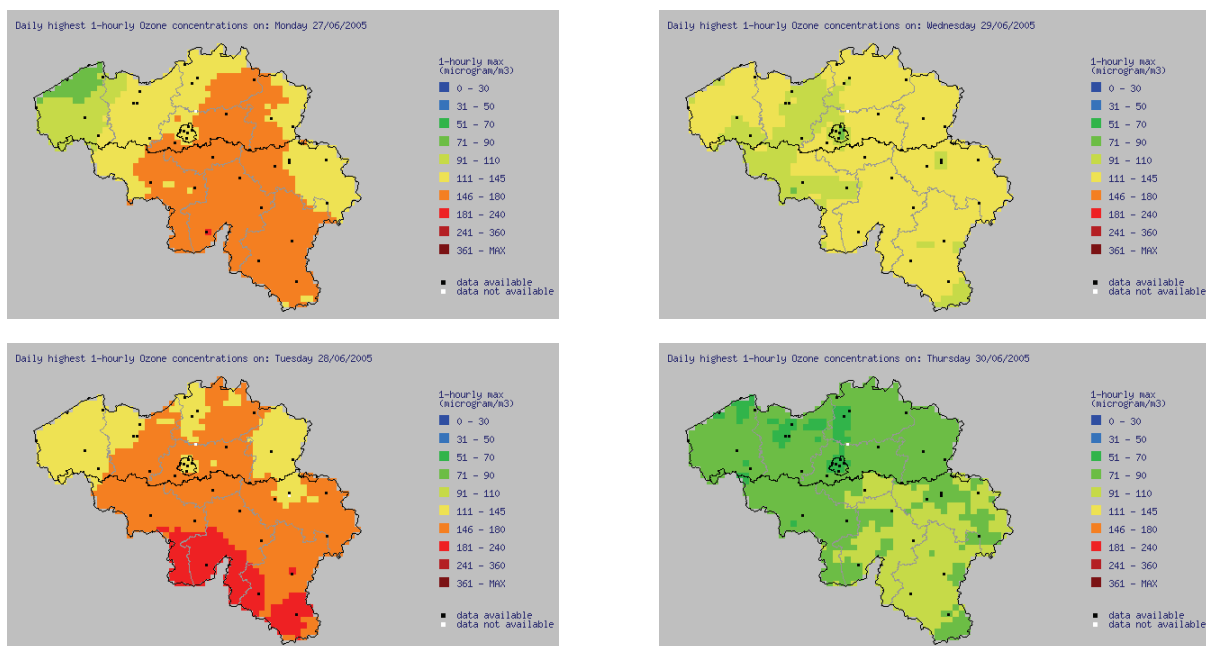 Daily highest 1-hourly Ozone concentrations on: Monday 27/06/2005
1-hourly max
(microgram/m3)
0 - 30
31 - 50
51 - 70
71 - 90
91 - 110
111 - 145
146 - 180
181 - 240
241 - 360
361 - MAX
data available
data not available
Daily highest 1-hourly Ozone concentrations on: Wednesday 29/06/2005
1-hourly max
(microgram/m3)
0 - 30
31 - 50
51 - 70
71 - 90
91 - 110
111 - 145
146 - 180
181 - 240
241 - 360
361 - MAX
data available
data not available
Daily highest 1-hourly Ozone concentrations on: Tuesday 28/06/2005
1-hourly max
(microgram/m3)
0 - 30
31 - 50
51 - 70
71 - 90
91 - 110
111 - 145
146 - 180
181 - 240
241 - 360
361 - MAX
data available
data not available
Daily highest 1-hourly Ozone concentrations on: Thursday 30/06/2005
1-hourly max
(microgram/m3)
0 - 30
31 - 50
51 - 70
71 - 90
91 - 110
111 - 145
146 - 180
181 - 240
241 - 360
361 - MAX
data available
data not available